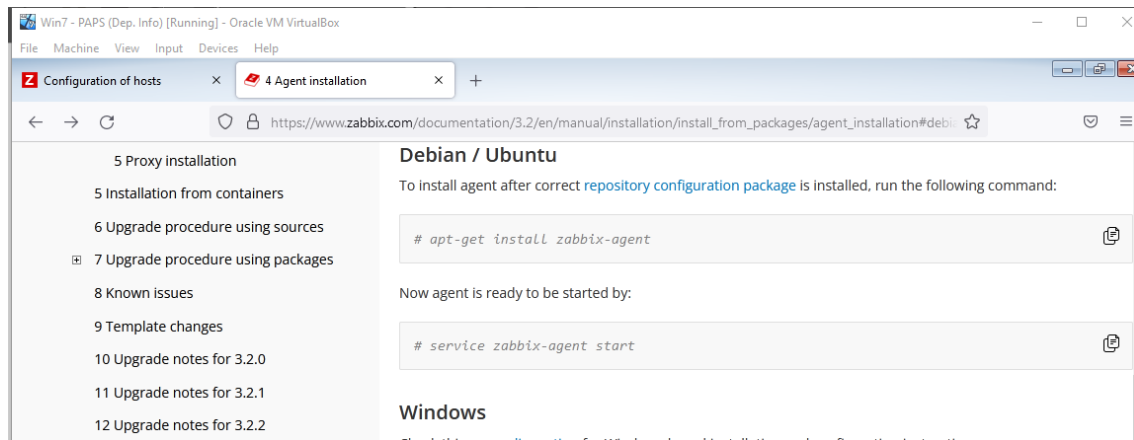 Win7 - PAPS (Dep. Info) [Running] - Oracle VM VirtualBox
File Machine View Input Devices Help
Configuration of hosts
4 Agent installation
https://www.zabbix.com/documentation/3.2/en/manual/installation/install_from_packages/agent_installation#debi
5 Proxy installation
5 Installation from containers
6 Upgrade procedure using sources
7 Upgrade procedure using packages
8 Known issues
9 Template changes
10 Upgrade notes for 3.2.0
11 Upgrade notes for 3.2.1
12 Upgrade notes for 3.2.2
Debian / Ubuntu
To install agent after correct repository configuration package is installed, run the following command:
# apt-get install zabbix-agent
Now agent is ready to be started by:
# service zabbix-agent start
Windows